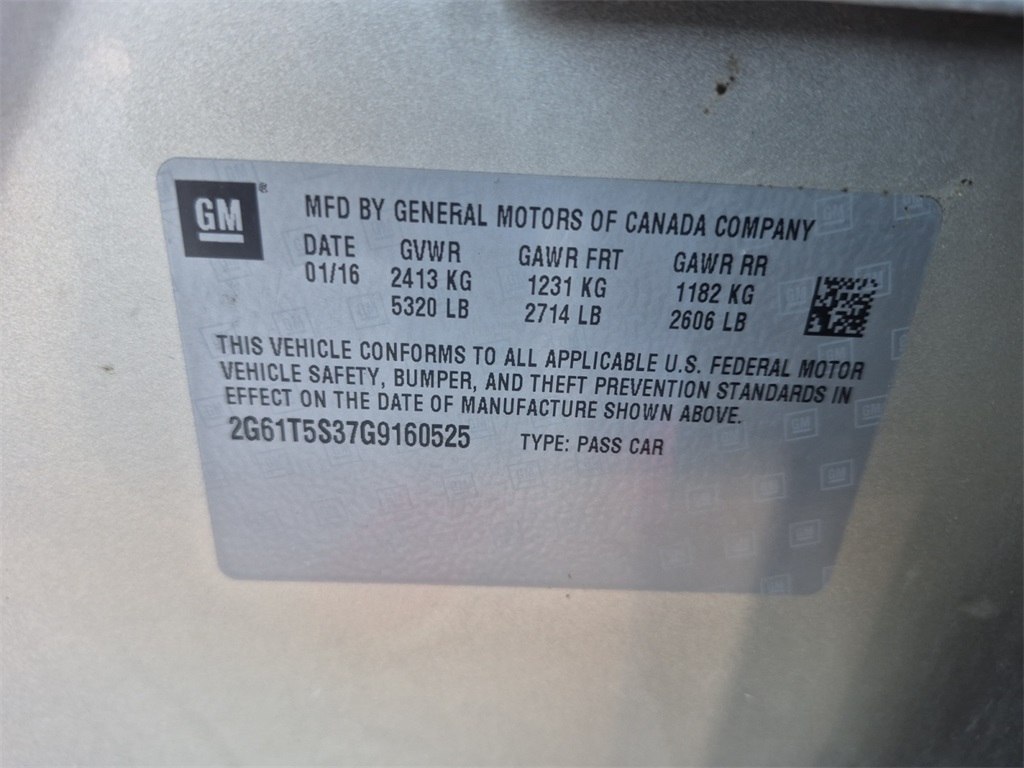 GM®
MFD BY GENERAL MOTORS OF CANADA COMPANY
DATE GVWR GAWR FRT GAWR RR
01/16 2413 KG 1231 KG 1182 KG
5320 LB 2714 LB 2606 LB
THIS VEHICLE CONFORMS TO ALL APPLICABLE U.S. FEDERAL MOTOR
VEHICLE SAFETY, BUMPER, AND THEFT PREVENTION STANDARDS IN
EFFECT ON THE DATE OF MANUFACTURE SHOWN ABOVE.
2G61T5S37G9160525 TYPE: PASS CAR